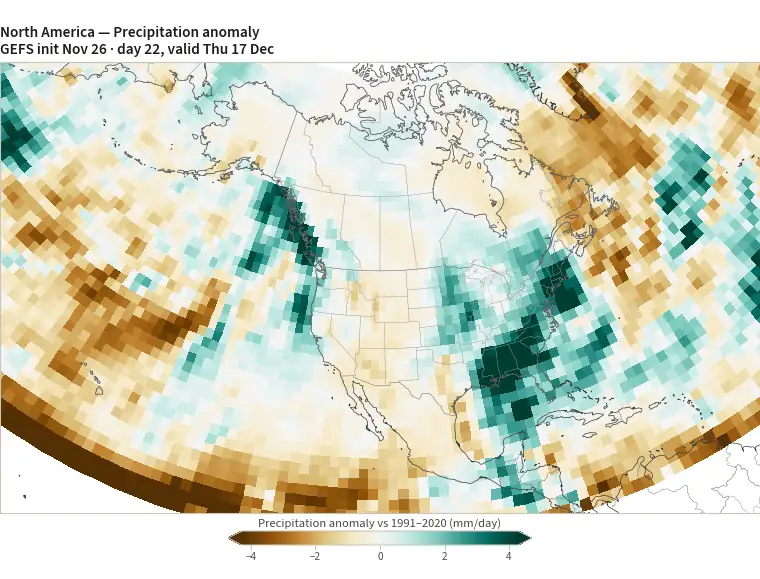 North America — Precipitation anomaly
GEFS init Nov 26 · day 22, valid Thu 17 Dec
Precipitation anomaly vs 1991–2020 (mm/day)
−4 −2 0 2 4